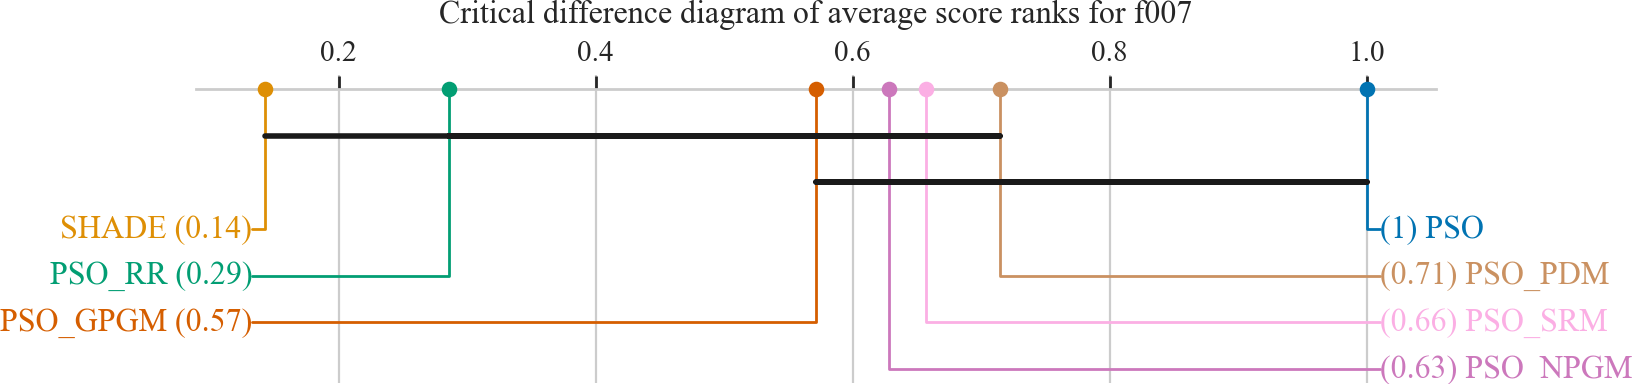 Critical difference diagram of average score ranks for f007
0.2 0.4 0.6 0.8 1.0
SHADE (0.14) (1) PSO
PSO_RR (0.29) (0.71) PSO_PDM
PSO_GPGM (0.57) (0.66) PSO_SRM
(0.63) PSO_NPGM